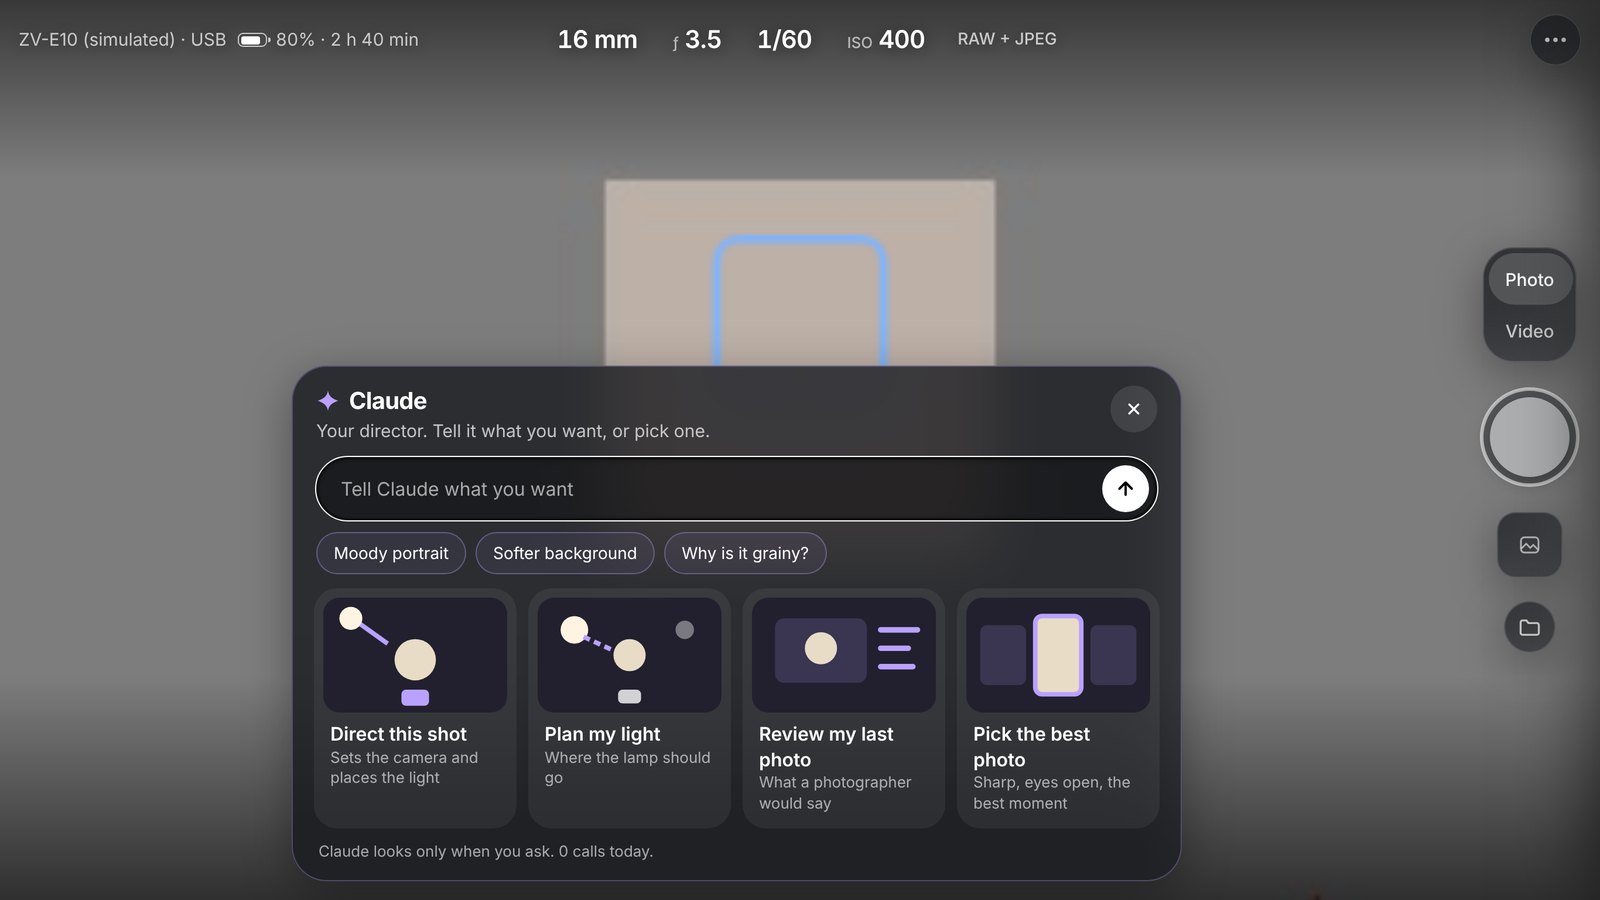 ZV-E10 (simulated) · USB 80% · 2 h 40 min
16 mm ƒ 3.5 1/60 ISO 400 RAW + JPEG
Photo
Video
Claude
Your director. Tell it what you want, or pick one.
Tell Claude what you want
Moody portrait
Softer background
Why is it grainy?
Direct this shot
Sets the camera and
places the light
Plan my light
Where the lamp should
go
Review my last
photo
What a photographer
would say
Pick the best
photo
Sharp, eyes open, the
best moment
Claude looks only when you ask. 0 calls today.